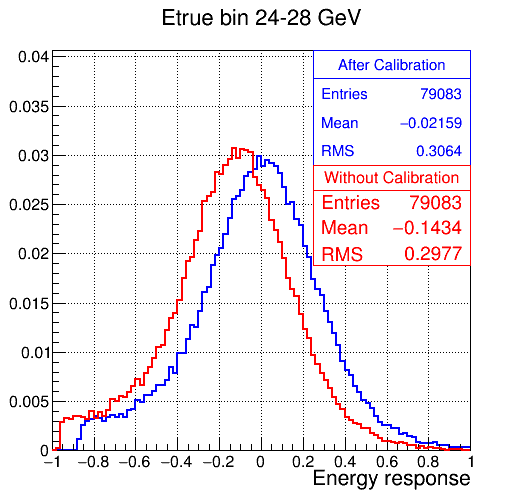 Etrue bin 24-28 GeV
After Calibration
Entries 79083
Mean −0.02159
RMS 0.3064
Without Calibration
Entries 79083
Mean −0.1434
RMS 0.2977
0.04
0.035
0.03
0.025
0.02
0.015
0.01
0.005
0
−1 −0.8 −0.6 −0.4 −0.2 0 0.2 0.4 0.6 0.8 1
Energy response